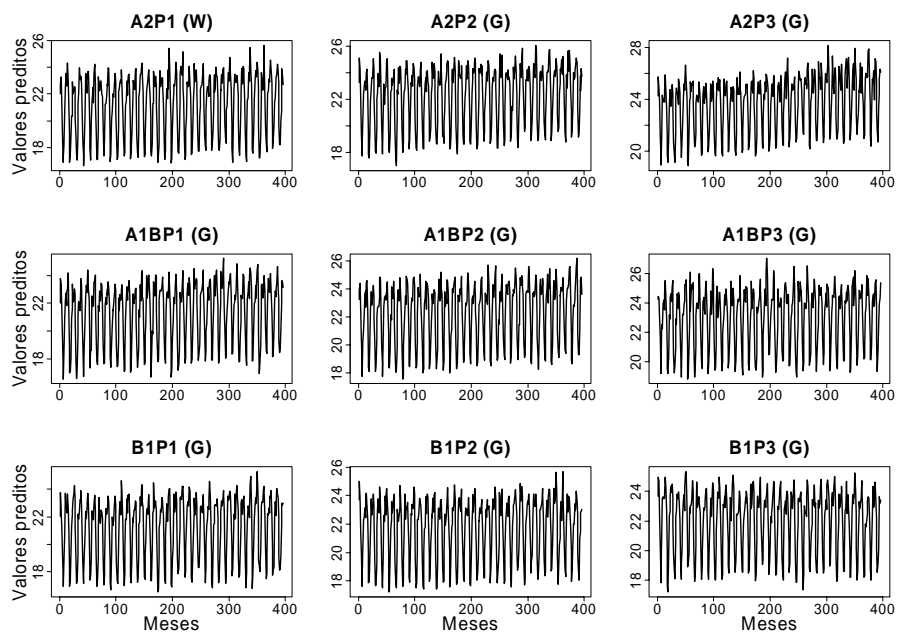 A2P1 (W)
A2P2 (G)
A2P3 (G)
Valores preditos
18 22 26
18 22 26
20 24 28
0 100 200 300 400
0 100 200 300 400
0 100 200 300 400
A1BP1 (G)
A1BP2 (G)
A1BP3 (G)
Valores preditos
18 22
18 20 22 24 26
20 22 24 26
0 100 200 300 400
0 100 200 300 400
0 100 200 300 400
B1P1 (G)
B1P2 (G)
B1P3 (G)
Valores preditos
18 22
18 20 22 24 26
18 20 22 24
0 100 200 300 400
0 100 200 300 400
0 100 200 300 400
Meses
Meses
Meses